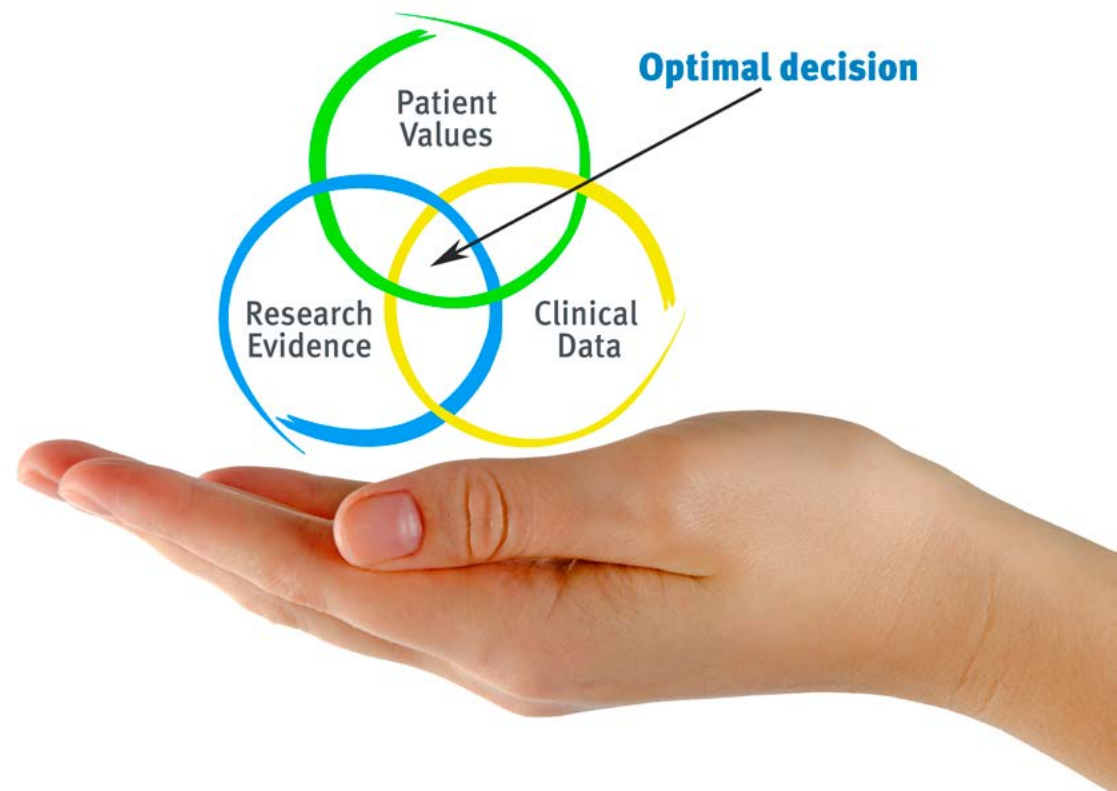 Optimal decision
Patient
Values
Research
Evidence
Clinical
Data